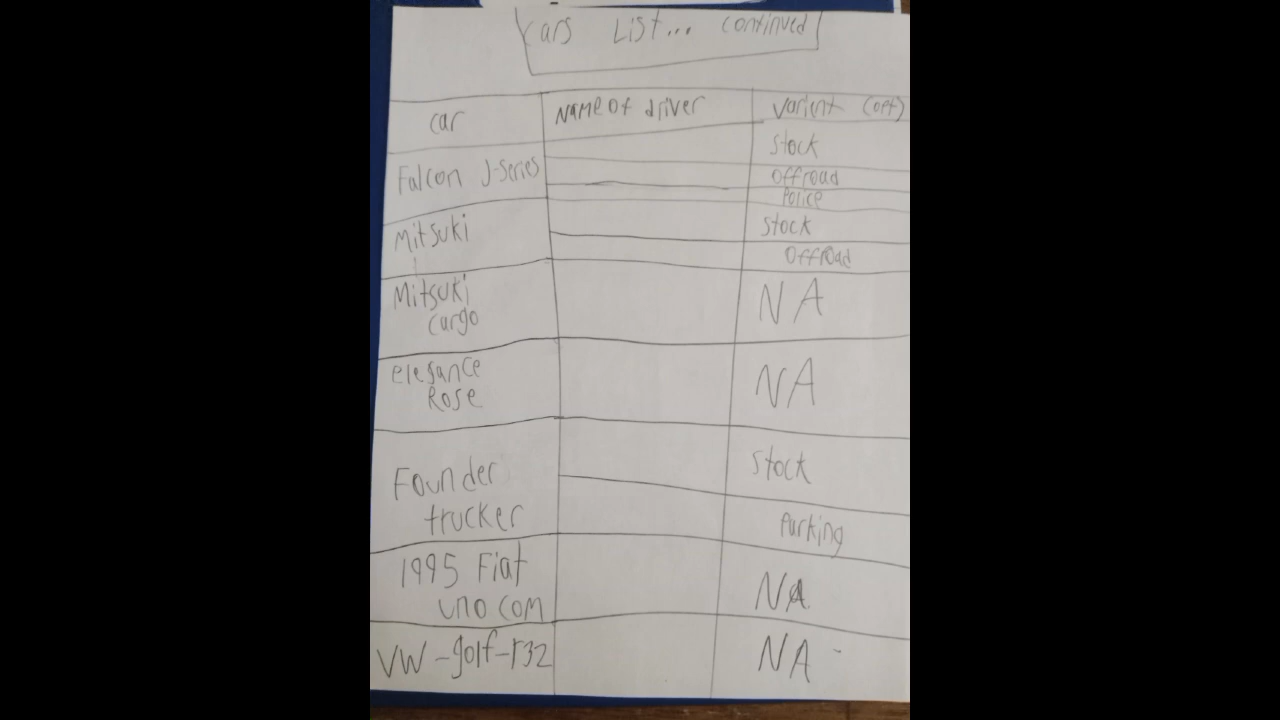 Cars List... continued
car Name of driver Varient (opt)
Stock
Falcon J-Series Offroad
Police
Mitsuki Stock
Offroad
Mitsuki NA
cargo
elegance NA
Rose
Founder Stock
trucker Parking
1995 Fiat NA
uno com
VW-golf-r32 NA